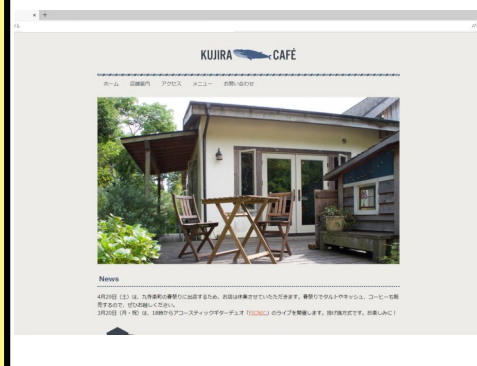 KUJIRA CAFÉ
ホーム 店舗案内 アクセス メニュー お問い合わせ
News
4月29日（土）は、九寺楽町の春祭りに出店するため、お店は休業させていただきます。春祭りでタルトやキッシュ、コーヒーも販
売するので、ぜひお越しください。
3月20日（月・祝）は、18時からアコースティックギターデュオ「」のライブを開催します。投げ銭方式です。お楽しみに！